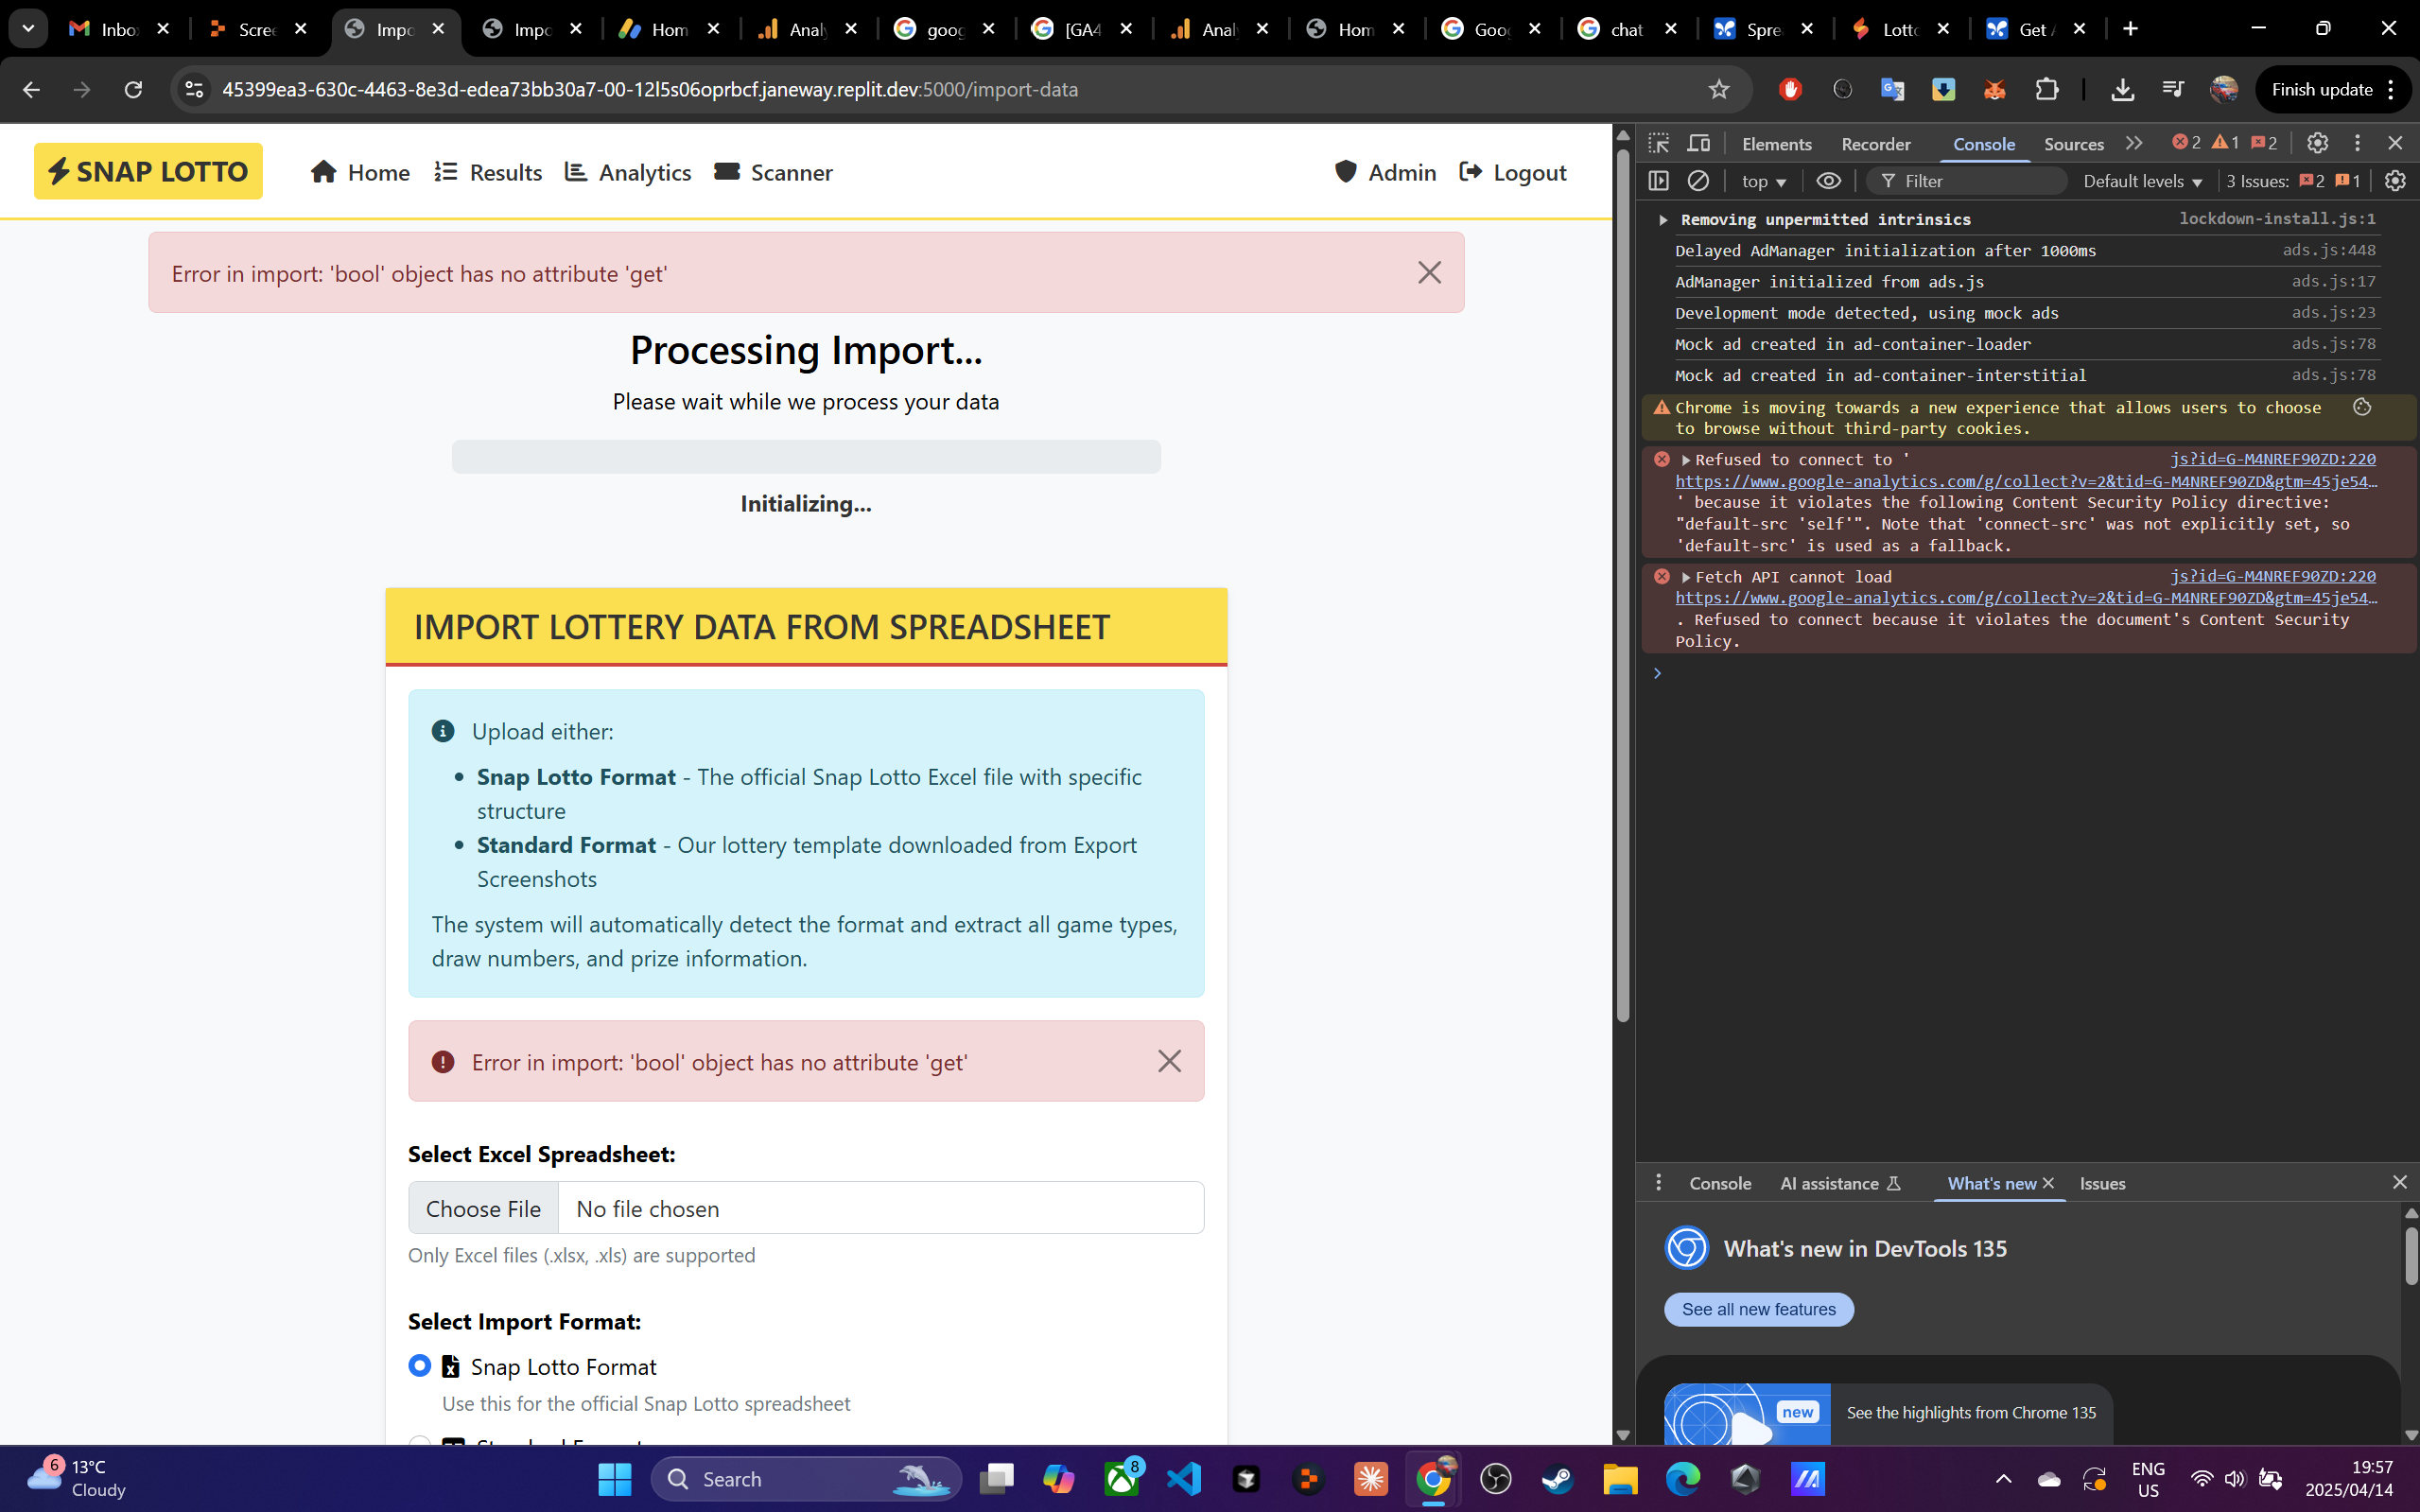 Inbo
Scree
Impo
Impo
Hom
Analy
goog
[GA4
Anal
Hom
Goog
chat
Spre
Lotto
Get A
45399ea3-630c-4463-8e3d-edea73bb30a7-00-12l5s06oprbcf.janeway.replit.dev:5000/import-data
Finish update
SNAP LOTTO
Home
Results
Analytics
Scanner
Admin
Logout
Error in import: 'bool' object has no attribute 'get'
Processing Import...
Please wait while we process your data
Initializing...
IMPORT LOTTERY DATA FROM SPREADSHEET
Upload either:
• Snap Lotto Format - The official Snap Lotto Excel file with specific
structure
• Standard Format - Our lottery template downloaded from Export
Screenshots
The system will automatically detect the format and extract all game types,
draw numbers, and prize information.
Error in import: 'bool' object has no attribute 'get'
Select Excel Spreadsheet:
Choose File No file chosen
Only Excel files (.xlsx, .xls) are supported
Select Import Format:
Snap Lotto Format
Use this for the official Snap Lotto spreadsheet
Elements
Recorder
Console
Sources
2
1
2
top
Filter
Default levels
3 Issues: 2 1
Removing unpermitted intrinsics lockdown-install.js:1
Delayed AdManager initialization after 1000ms ads.js:448
AdManager initialized from ads.js ads.js:17
Development mode detected, using mock ads ads.js:23
Mock ad created in ad-container-loader ads.js:78
Mock ad created in ad-container-interstitial ads.js:78
Chrome is moving towards a new experience that allows users to choose
to browse without third-party cookies.
Refused to connect to ' js?id=G-M4NREF90ZD:220
https://www.google-analytics.com/g/collect?v=2&tid=G-M4NREF90ZD&gtm=45je54…
' because it violates the following Content Security Policy directive:
"default-src 'self'". Note that 'connect-src' was not explicitly set, so
'default-src' is used as a fallback.
Fetch API cannot load js?id=G-M4NREF90ZD:220
https://www.google-analytics.com/g/collect?v=2&tid=G-M4NREF90ZD&gtm=45je54…
. Refused to connect because it violates the document's Content Security
Policy.
Console
AI assistance
What's new
Issues
What's new in DevTools 135
See all new features
new
See the highlights from Chrome 135
6
13°C
Cloudy
Search
8
ENG
US
19:57
2025/04/14